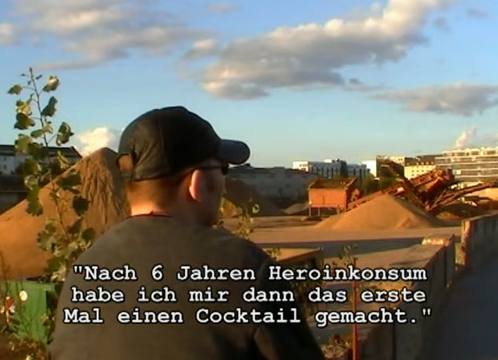 "Nach 6 Jahren Heroinkonsum
habe ich mir dann das erste
Mal einen Cocktail gemacht."